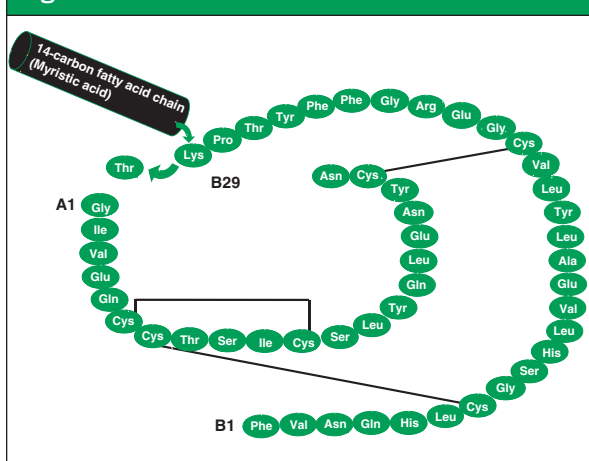 14-carbon fatty acid chain
(Myristic acid)
Thr
Lys
Pro
Thr
Tyr
Phe
Phe
Gly
Arg
Glu
Gly
Cys
Val
Leu
Tyr
Leu
Ala
Glu
Val
Leu
His
Ser
Gly
Cys
Leu
His
Gln
Asn
Val
Phe
B1
B29
A1
Gly
Ile
Val
Glu
Gln
Cys
Cys
Thr
Ser
Ile
Cys
Ser
Leu
Tyr
Gln
Leu
Glu
Asn
Tyr
Cys
Asn